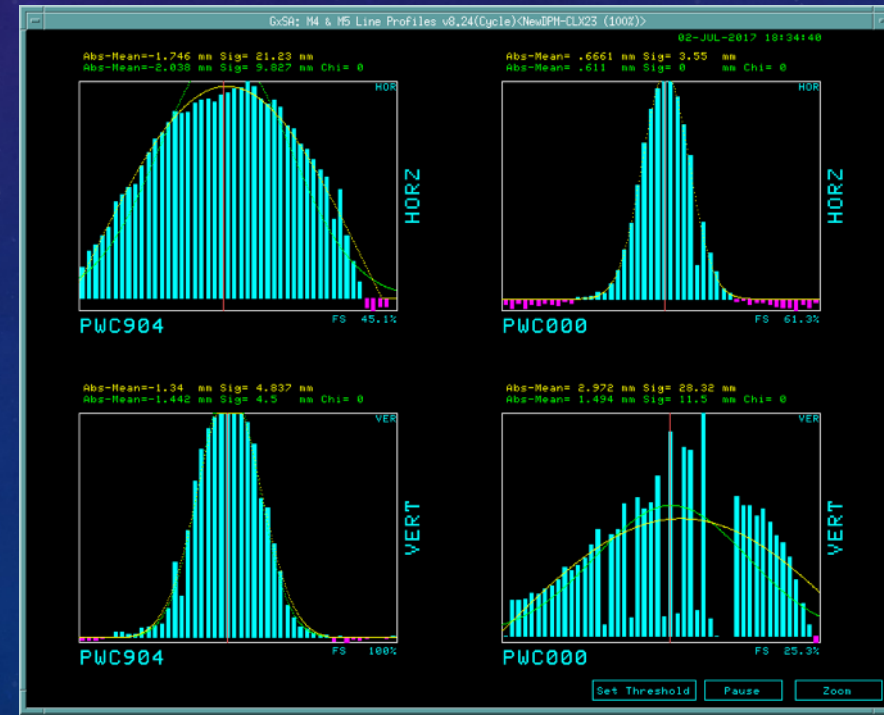 GxSA: M4 & M5 Line Profiles v8.24(Cycle)<NewDPM-CLX23 (100%)>
02-JUL-2017 18:34:40
Abs-Mean=-1.746 mm Sig= 21.23 mm
Abs-Mean=-2.038 mm Sig= 9.827 mm Chi= 0
HOR
HORZ
PWC904
FS 45.1%
Abs-Mean= .6661 mm Sig= 3.55 mm
Abs-Mean= .611 mm Sig= 0 mm Chi= 0
HOR
HORZ
PWC000
FS 61.3%
Abs-Mean=-1.34 mm Sig= 4.837 mm
Abs-Mean=-1.442 mm Sig= 4.5 mm Chi= 0
VER
VERT
PWC904
FS 100%
Abs-Mean= 2.972 mm Sig= 28.32 mm
Abs-Mean= 1.494 mm Sig= 11.5 mm Chi= 0
VER
VERT
PWC000
FS 25.3%
Set Threshold
Pause
Zoom